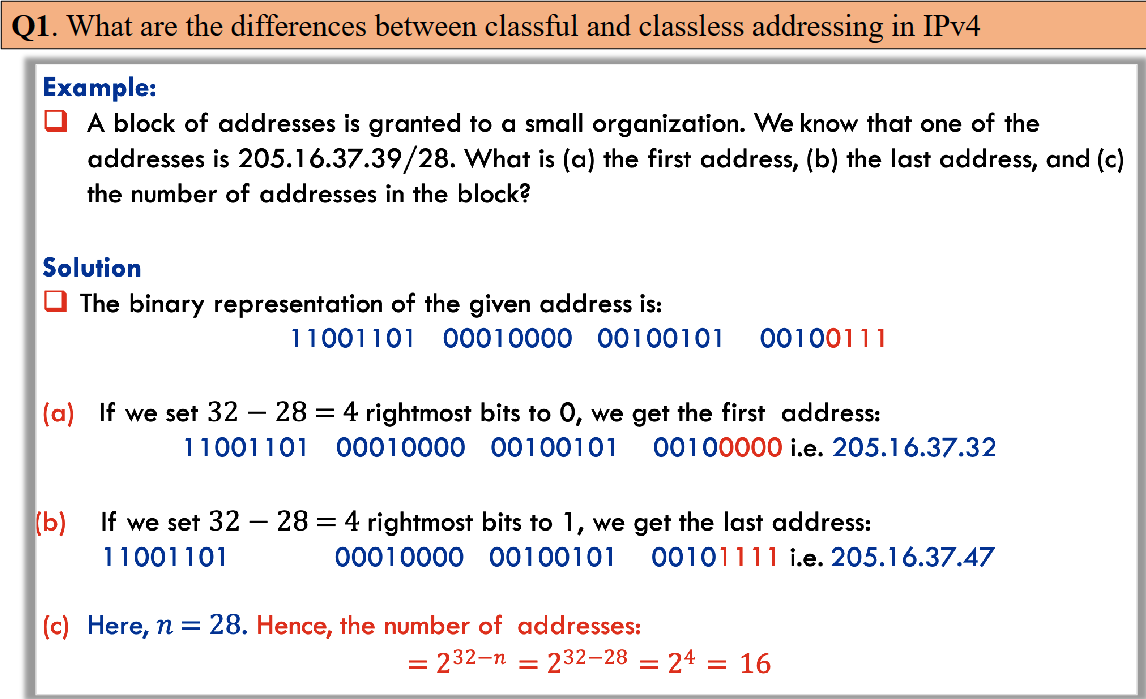 Q1. What are the differences between classful and classless addressing in IPv4
Example:
❑ A block of addresses is granted to a small organization. We know that one of the
addresses is 205.16.37.39/28. What is (a) the first address, (b) the last address, and (c)
the number of addresses in the block?
Solution
❑ The binary representation of the given address is:
11001101 00010000 00100101 00100111
(a) If we set 32 − 28 = 4 rightmost bits to 0, we get the first address:
11001101 00010000 00100101 00100000 i.e. 205.16.37.32
(b) If we set 32 − 28 = 4 rightmost bits to 1, we get the last address:
11001101 00010000 00100101 00101111 i.e. 205.16.37.47
(c) Here, n = 28. Hence, the number of addresses:
= 2³²⁻ⁿ = 2³²⁻²⁸ = 2⁴ = 16